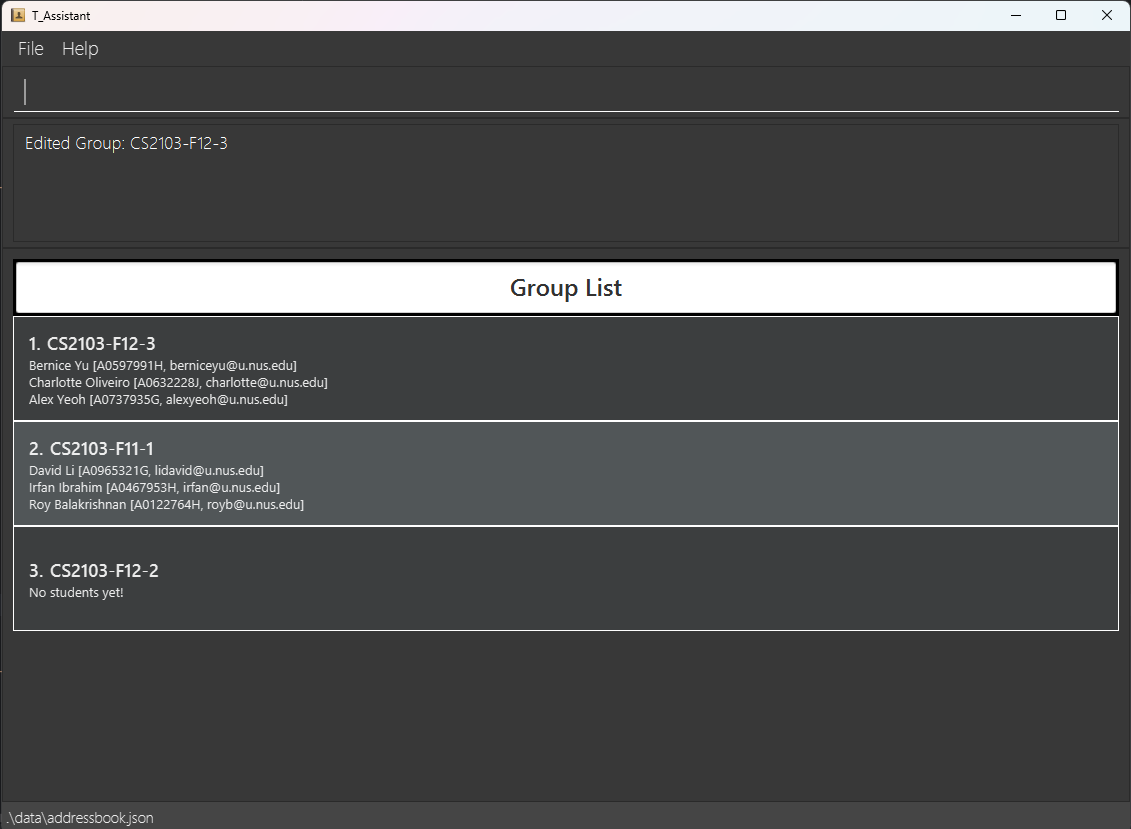 T_Assistant
File Help
Edited Group: CS2103-F12-3
Group List
1. CS2103-F12-3
Bernice Yu [A0597991H, berniceyu@u.nus.edu]
Charlotte Oliveiro [A0632228J, charlotte@u.nus.edu]
Alex Yeoh [A0737935G, alexyeoh@u.nus.edu]
2. CS2103-F11-1
David Li [A0965321G, lidavid@u.nus.edu]
Irfan Ibrahim [A0467953H, irfan@u.nus.edu]
Roy Balakrishnan [A0122764H, royb@u.nus.edu]
3. CS2103-F12-2
No students yet!
.\data\addressbook.json